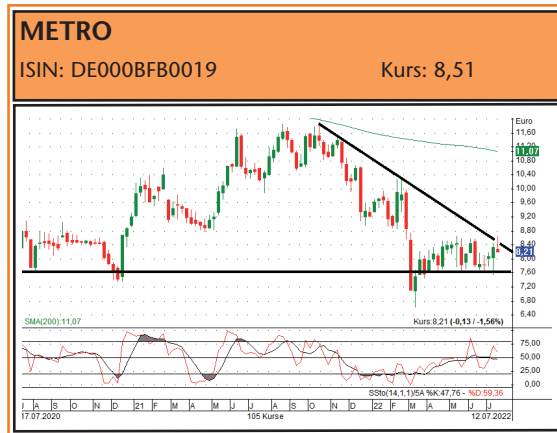 METRO
ISIN: DE000BFB0019 Kurs: 8,51
Euro
11,60
11,07
10,80
10,40
10,00
9,60
9,20
8,80
8,40
8,21
8,00
7,60
7,20
6,80
6,40
SMA(200):11,07 Kurs:8,21 (-0,13 / -1,56%)
75,00
50,00
25,00
0,00
SSto(14,1,1)/5A %K:47,76 - %D:59,36
J A S O N D 21 F M A M J J A S O N D 22 F M A M J J
17.07.2020 105 Kurse 12.07.2022